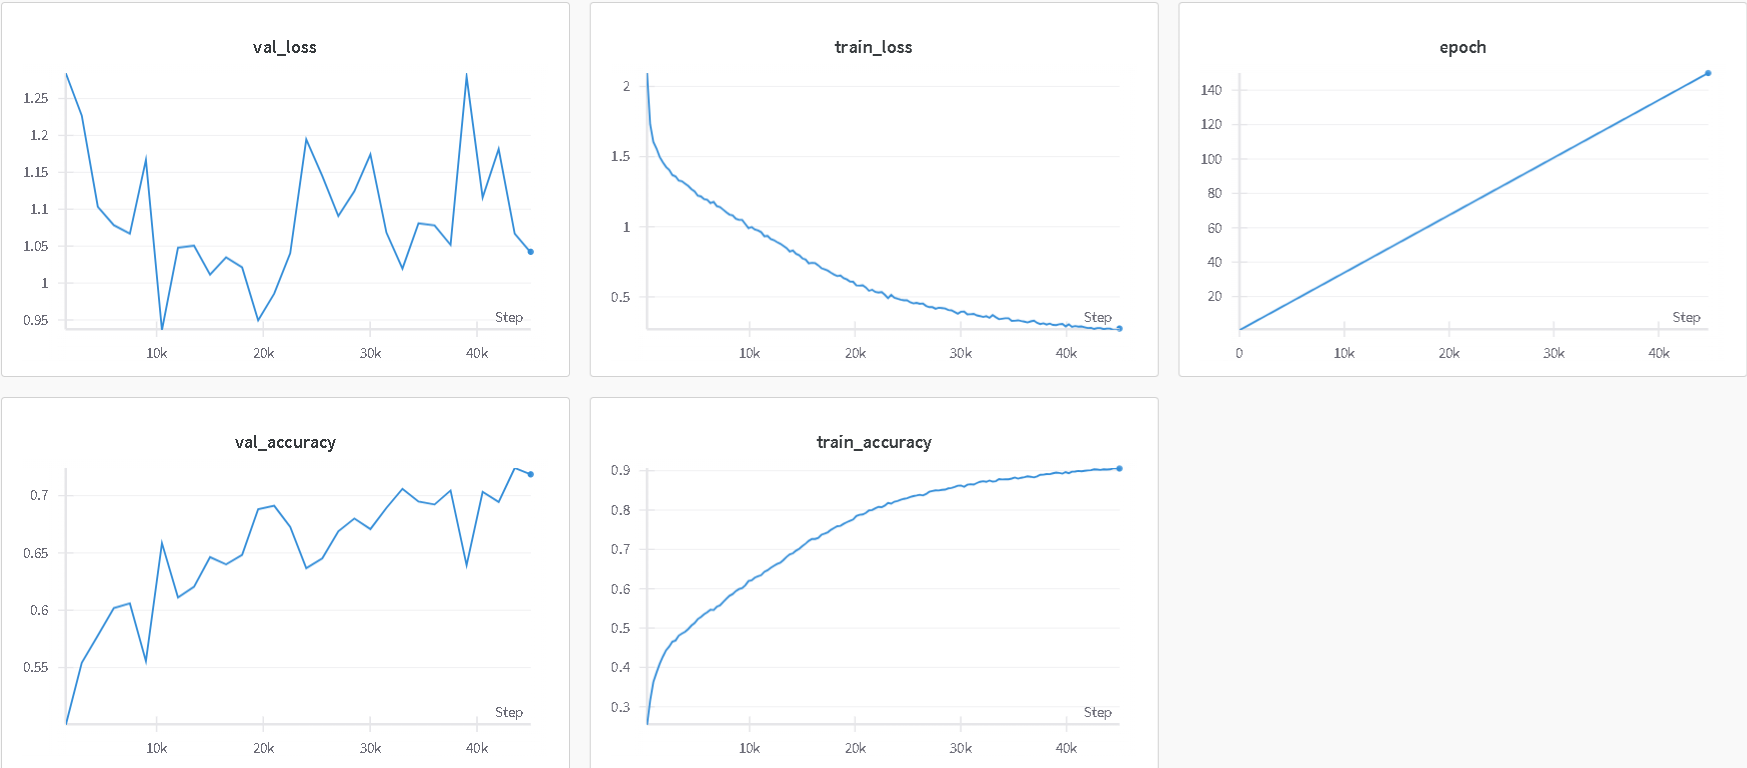 val_loss
1.25
1.2
1.15
1.1
1.05
1
0.95
Step
10k 20k 30k 40k
train_loss
2
1.5
1
0.5
Step
10k 20k 30k 40k
epoch
140
120
100
80
60
40
20
Step
0 10k 20k 30k 40k
val_accuracy
0.7
0.65
0.6
0.55
Step
10k 20k 30k 40k
train_accuracy
0.9
0.8
0.7
0.6
0.5
0.4
0.3
Step
10k 20k 30k 40k